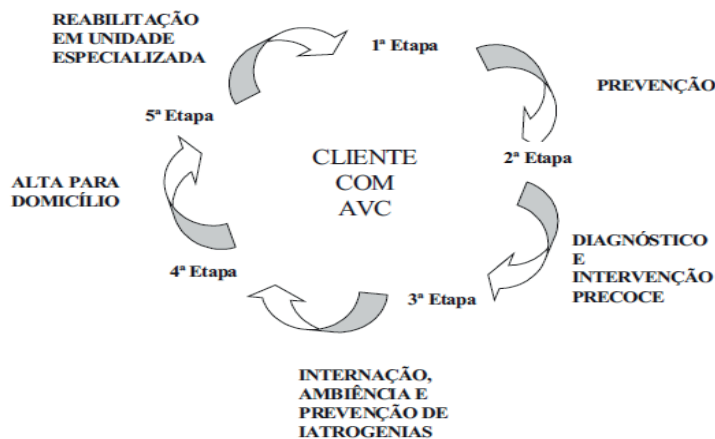 REABILITAÇÃO
EM UNIDADE
ESPECIALIZADA
1ª Etapa
PREVENÇÃO
5ª Etapa
CLIENTE
COM
AVC
2ª Etapa
ALTA PARA
DOMICÍLIO
DIAGNÓSTICO
E
INTERVENÇÃO
PRECOCE
4ª Etapa
3ª Etapa
INTERNAÇÃO,
AMBIÊNCIA E
PREVENÇÃO DE
IATROGENIAS